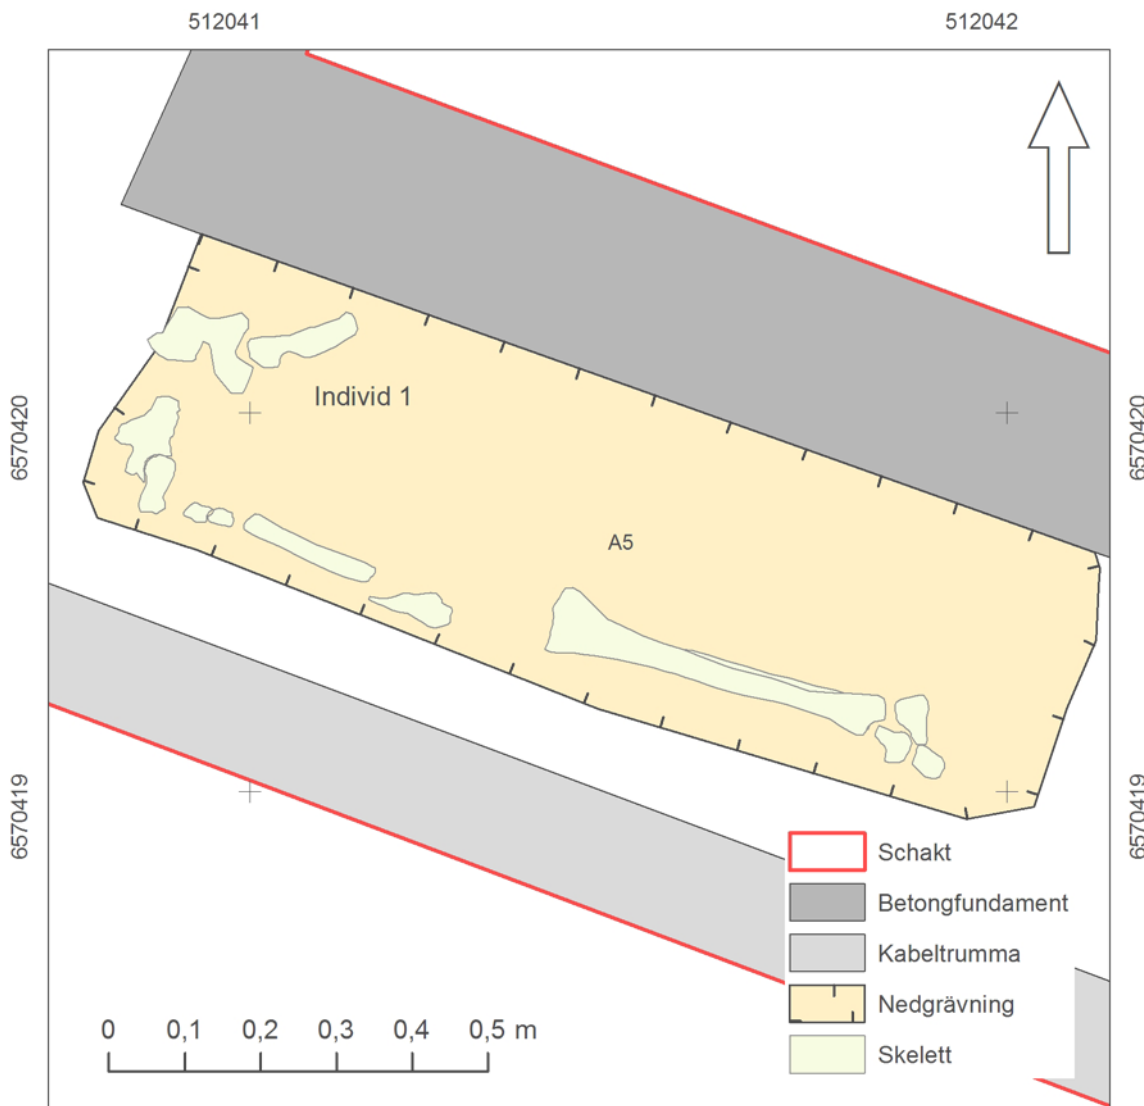 512041 512042
6570420 6570420
Individ 1
A5
6570419 6570419
Schakt
Betongfundament
Kabeltrumma
Nedgrävning
Skelett
0 0,1 0,2 0,3 0,4 0,5 m